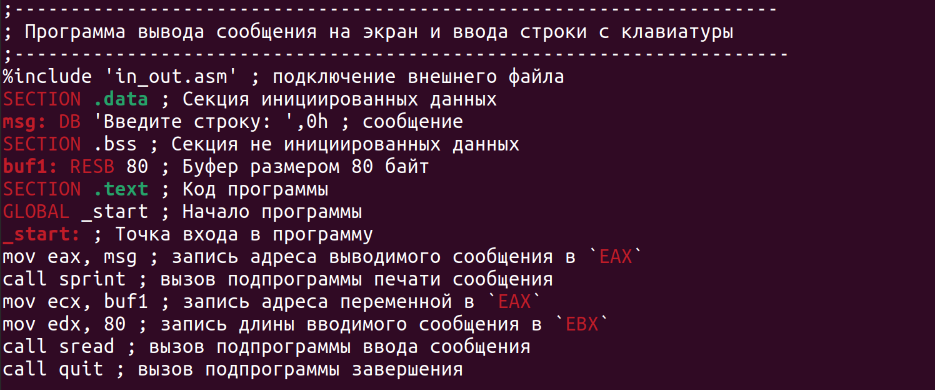 ;--------------------------------------------------------------------
; Программа вывода сообщения на экран и ввода строки с клавиатуры
;---------------------------------------------------------------------
%include 'in_out.asm' ; подключение внешнего файла
SECTION .data ; Секция инициированных данных
msg: DB 'Введите строку: ',0h ; сообщение
SECTION .bss ; Секция не инициированных данных
buf1: RESB 80 ; Буфер размером 80 байт
SECTION .text ; Код программы
GLOBAL _start ; Начало программы
_start: ; Точка входа в программу
mov eax, msg ; запись адреса выводимого сообщения в `EAX`
call sprint ; вызов подпрограммы печати сообщения
mov ecx, buf1 ; запись адреса переменной в `EAX`
mov edx, 80 ; запись длины вводимого сообщения в `EBX`
call sread ; вызов подпрограммы ввода сообщения
call quit ; вызов подпрограммы завершения